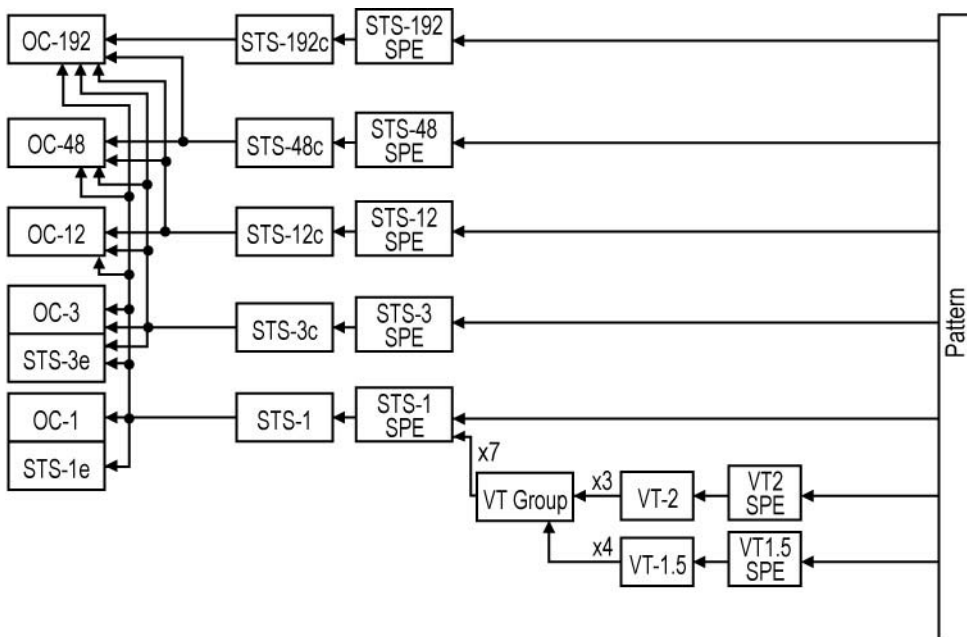 OC-192
STS-192c
STS-192
SPE
OC-48
STS-48c
STS-48
SPE
OC-12
STS-12c
STS-12
SPE
OC-3
STS-3e
STS-3c
STS-3
SPE
OC-1
STS-1e
STS-1
STS-1
SPE
x7
VT Group
x3
VT-2
VT2
SPE
x4
VT-1.5
VT1.5
SPE
Pattern